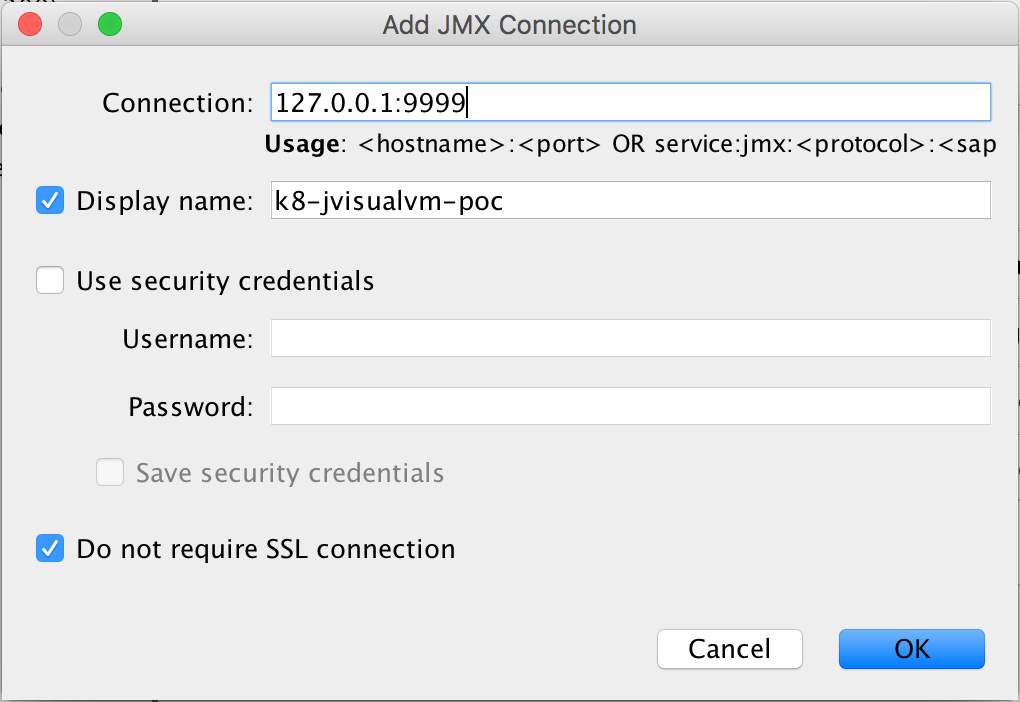 Add JMX Connection
Connection: 127.0.0.1:9999
Usage: <hostname>:<port> OR service:jmx:<protocol>:<sap
Display name: k8-jvisualvm-poc
Use security credentials
Username:
Password:
Save security credentials
Do not require SSL connection
Cancel OK